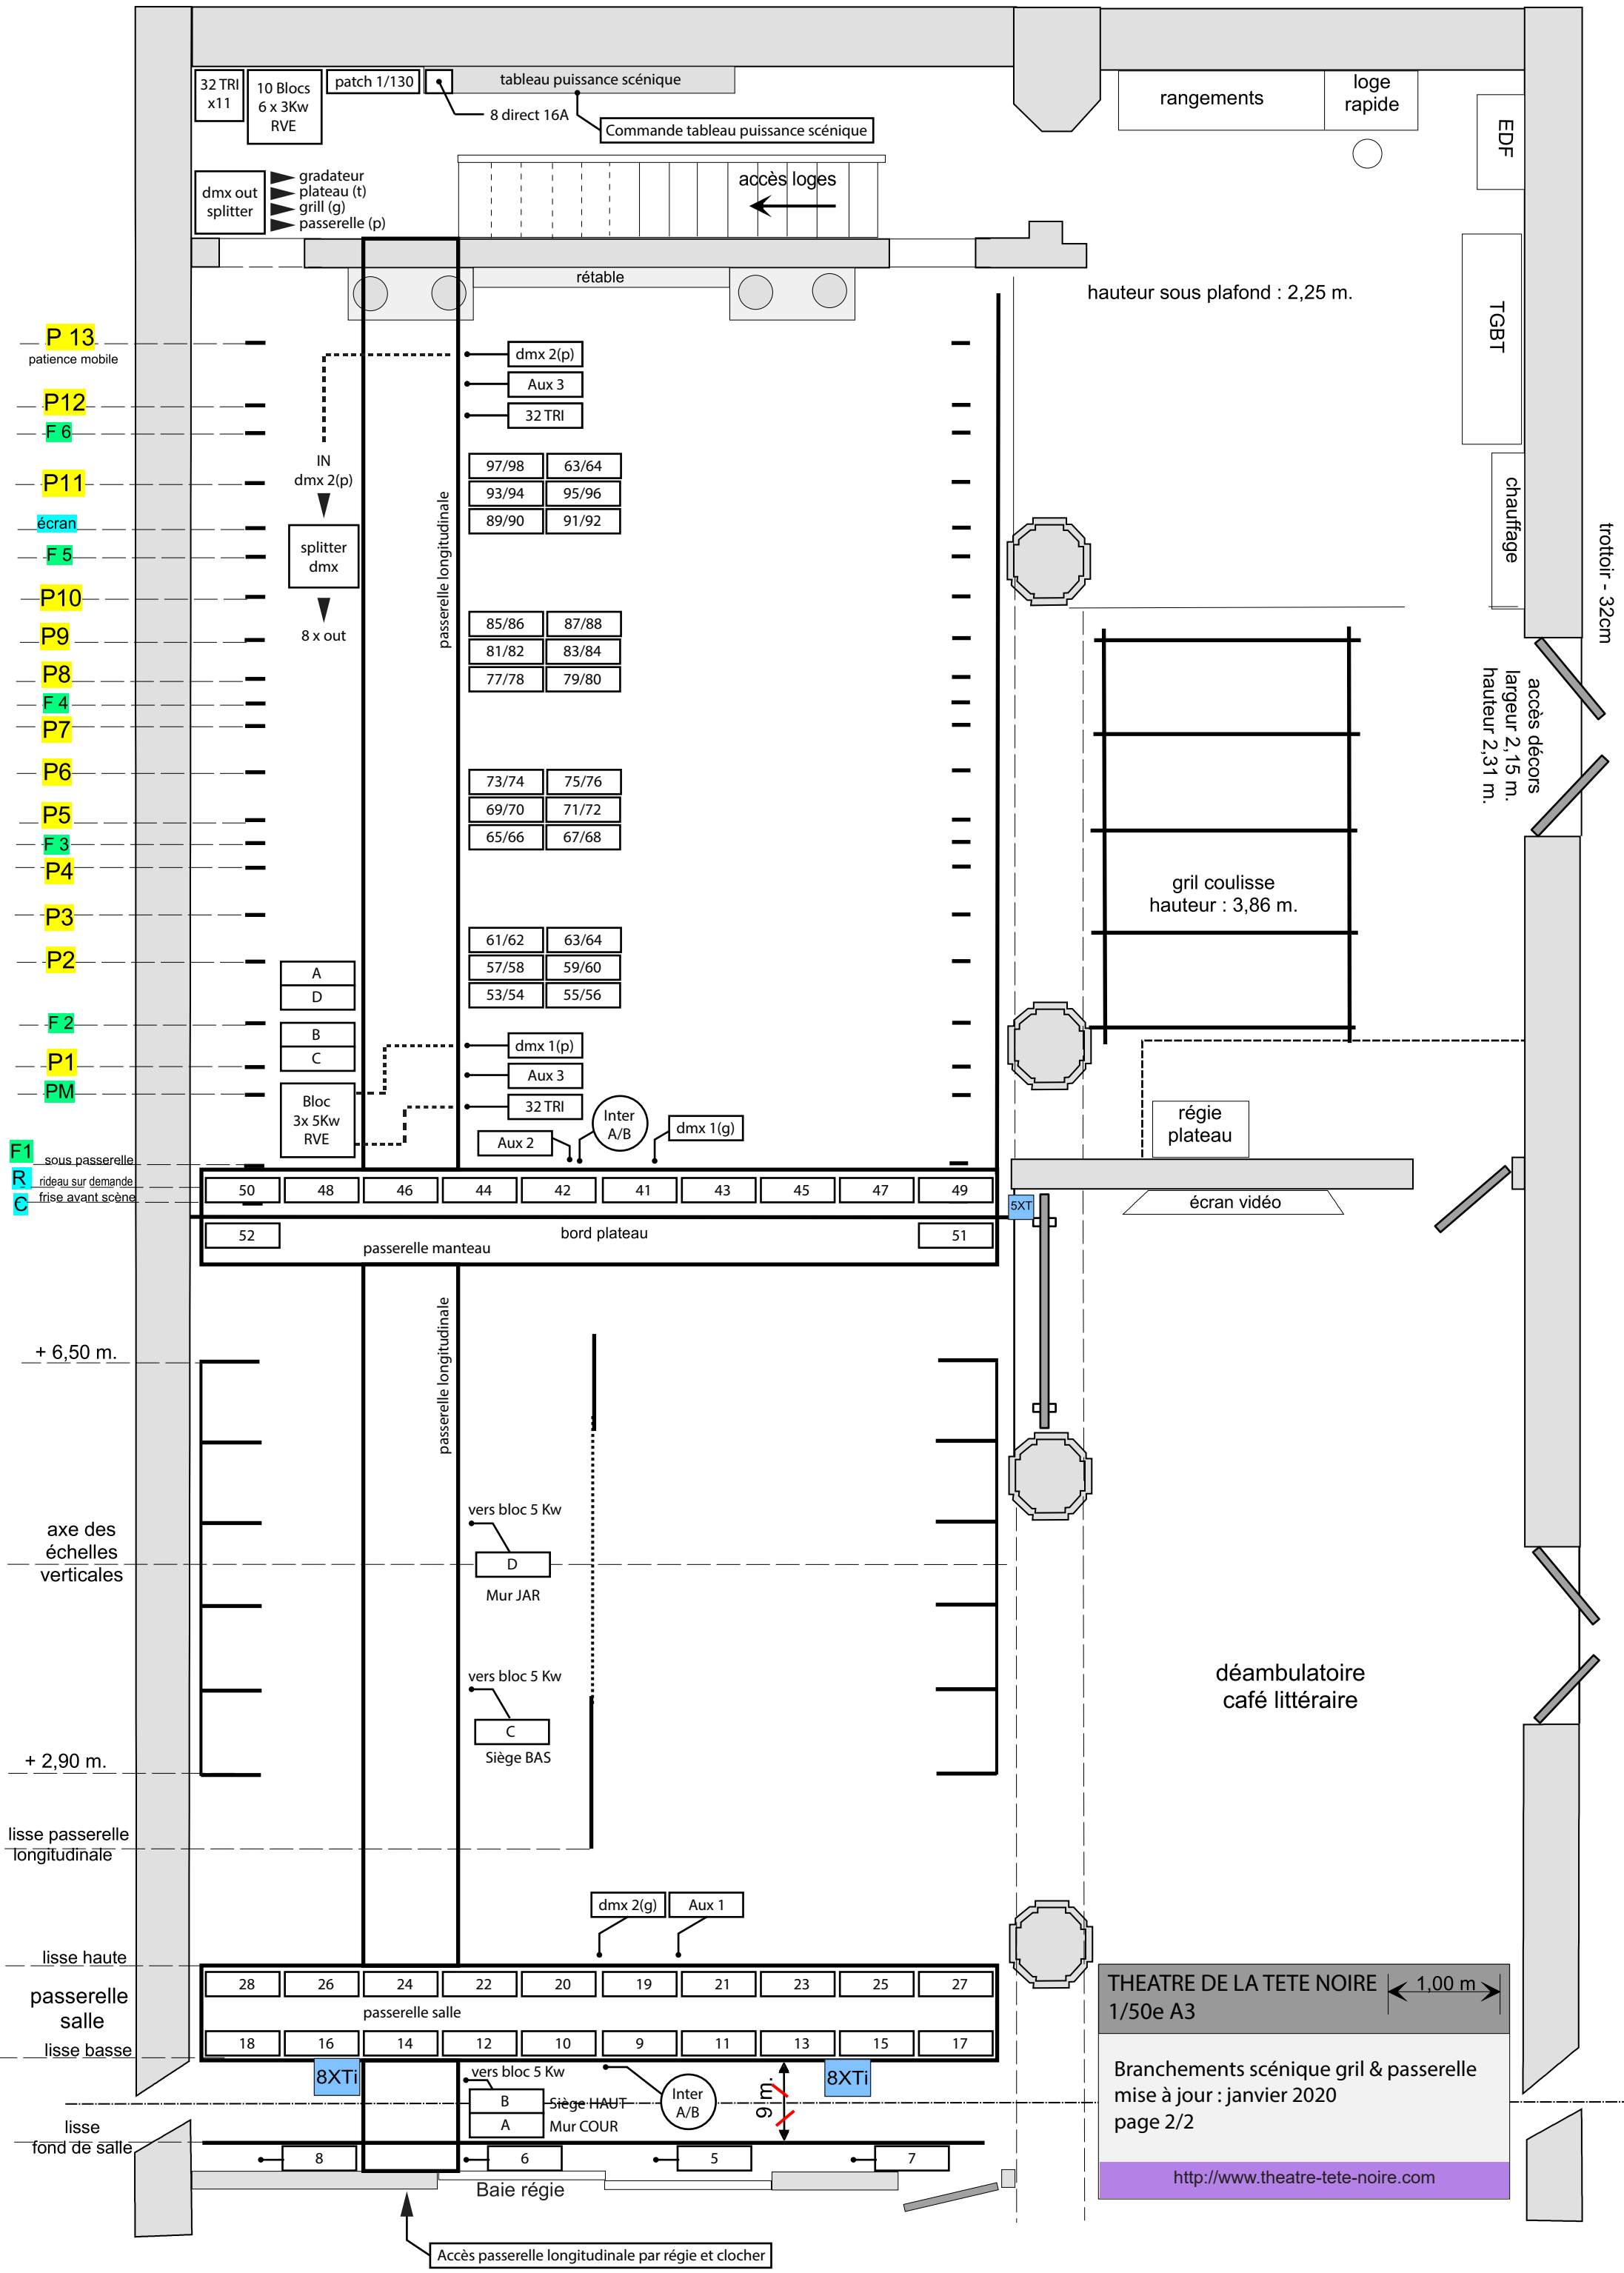 32 TRI
x11
10 Blocs
6 x 3Kw
RVE
patch 1/130
tableau puissance scénique
8 direct 16A
Commande tableau puissance scénique
rangements
loge
rapide
EDF
dmx out
splitter
gradateur
plateau (t)
grill (g)
passerelle (p)
accès loges
rétable
hauteur sous plafond : 2,25 m.
TGBT
P 13
patience mobile
dmx 2(p)
Aux 3
32 TRI
P12
F 6
IN
dmx 2(p)
97/98
63/64
93/94
95/96
89/90
91/92
P11
écran
F 5
splitter
dmx
8 x out
passerelle longitudinale
chauffage
trottoir - 32cm
P10
P9
P8
F 4
P7
85/86
87/88
81/82
83/84
77/78
79/80
accès décors
largeur 2,15 m.
hauteur 2,31 m.
P6
P5
F 3
P4
73/74
75/76
69/70
71/72
65/66
67/68
gril coulisse
hauteur : 3,86 m.
P3
P2
A
D
61/62
63/64
57/58
59/60
53/54
55/56
F 2
B
C
P1
PM
Bloc
3x 5Kw
RVE
dmx 1(p)
Aux 3
32 TRI
Inter
A/B
Aux 2
dmx 1(g)
régie
plateau
F1
sous passerelle
R
rideau sur demande
C
frise avant scène
50
48
46
44
42
41
43
45
47
49
5XT
écran vidéo
52
bord plateau
51
passerelle manteau
passerelle longitudinale
+ 6,50 m.
vers bloc 5 Kw
D
Mur JAR
axe des
échelles
verticales
vers bloc 5 Kw
C
Siège BAS
déambulatoire
café littéraire
+ 2,90 m.
lisse passerelle
longitudinale
dmx 2(g)
Aux 1
lisse haute
28
26
24
22
20
19
21
23
25
27
passerelle
salle
passerelle salle
lisse basse
18
16
14
12
10
9
11
13
15
17
8XTi
vers bloc 5 Kw
B
Siège HAUT
A
Mur COUR
Inter
A/B
9 m.
8XTi
lisse
fond de salle
8
6
5
7
Baie régie
Accès passerelle longitudinale par régie et clocher
THEATRE DE LA TETE NOIRE
1/50e A3
1,00 m
Branchements scénique gril & passerelle
mise à jour : janvier 2020
page 2/2
http://www.theatre-tete-noire.com